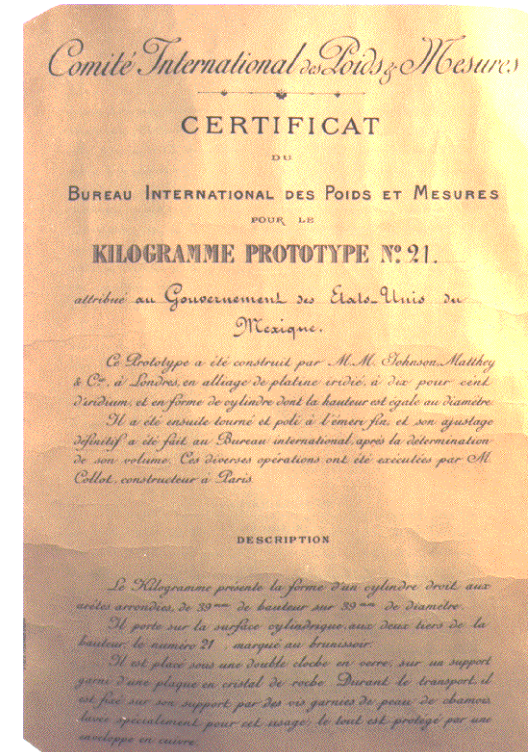 Comité International des Poids & Mesures
CERTIFICAT
DU
BUREAU INTERNATIONAL DES POIDS ET MESURES
POUR LE
KILOGRAMME PROTOTYPE Nº 21.
attribué au Gouvernement des États-Unis du
Mexique.
Ce Prototype a été construit par M.M. Johnson, Matthey
& Cie, à Londres, en alliage de platine iridié, à dix pour cent
d'iridium, et en forme de cylindre dont la hauteur est égale au diamètre.
Il a été ensuite tourné et poli à l'émeri fin, et son ajustage
définitif a été fait au Bureau international, après la détermination
de son volume. Ces diverses opérations ont été exécutées par M.
Collot, constructeur à Paris
DESCRIPTION
Le Kilogramme présente la forme d'un cylindre droit aux
arêtes arrondies, de 39mm de hauteur sur 39mm de diamètre.
Il porte sur la surface cylindrique, aux deux tiers de la
hauteur, le numéro 21, marqué au brunissoir.
Il est placé sous une double cloche en verre, sur un support
garni d'une plaque en cristal de roche. Durant le transport, il
est fixé sur son support par des vis garnies de peau de chamois
lavée spécialement pour cet usage; le tout est protégé par une
enveloppe en cuivre.